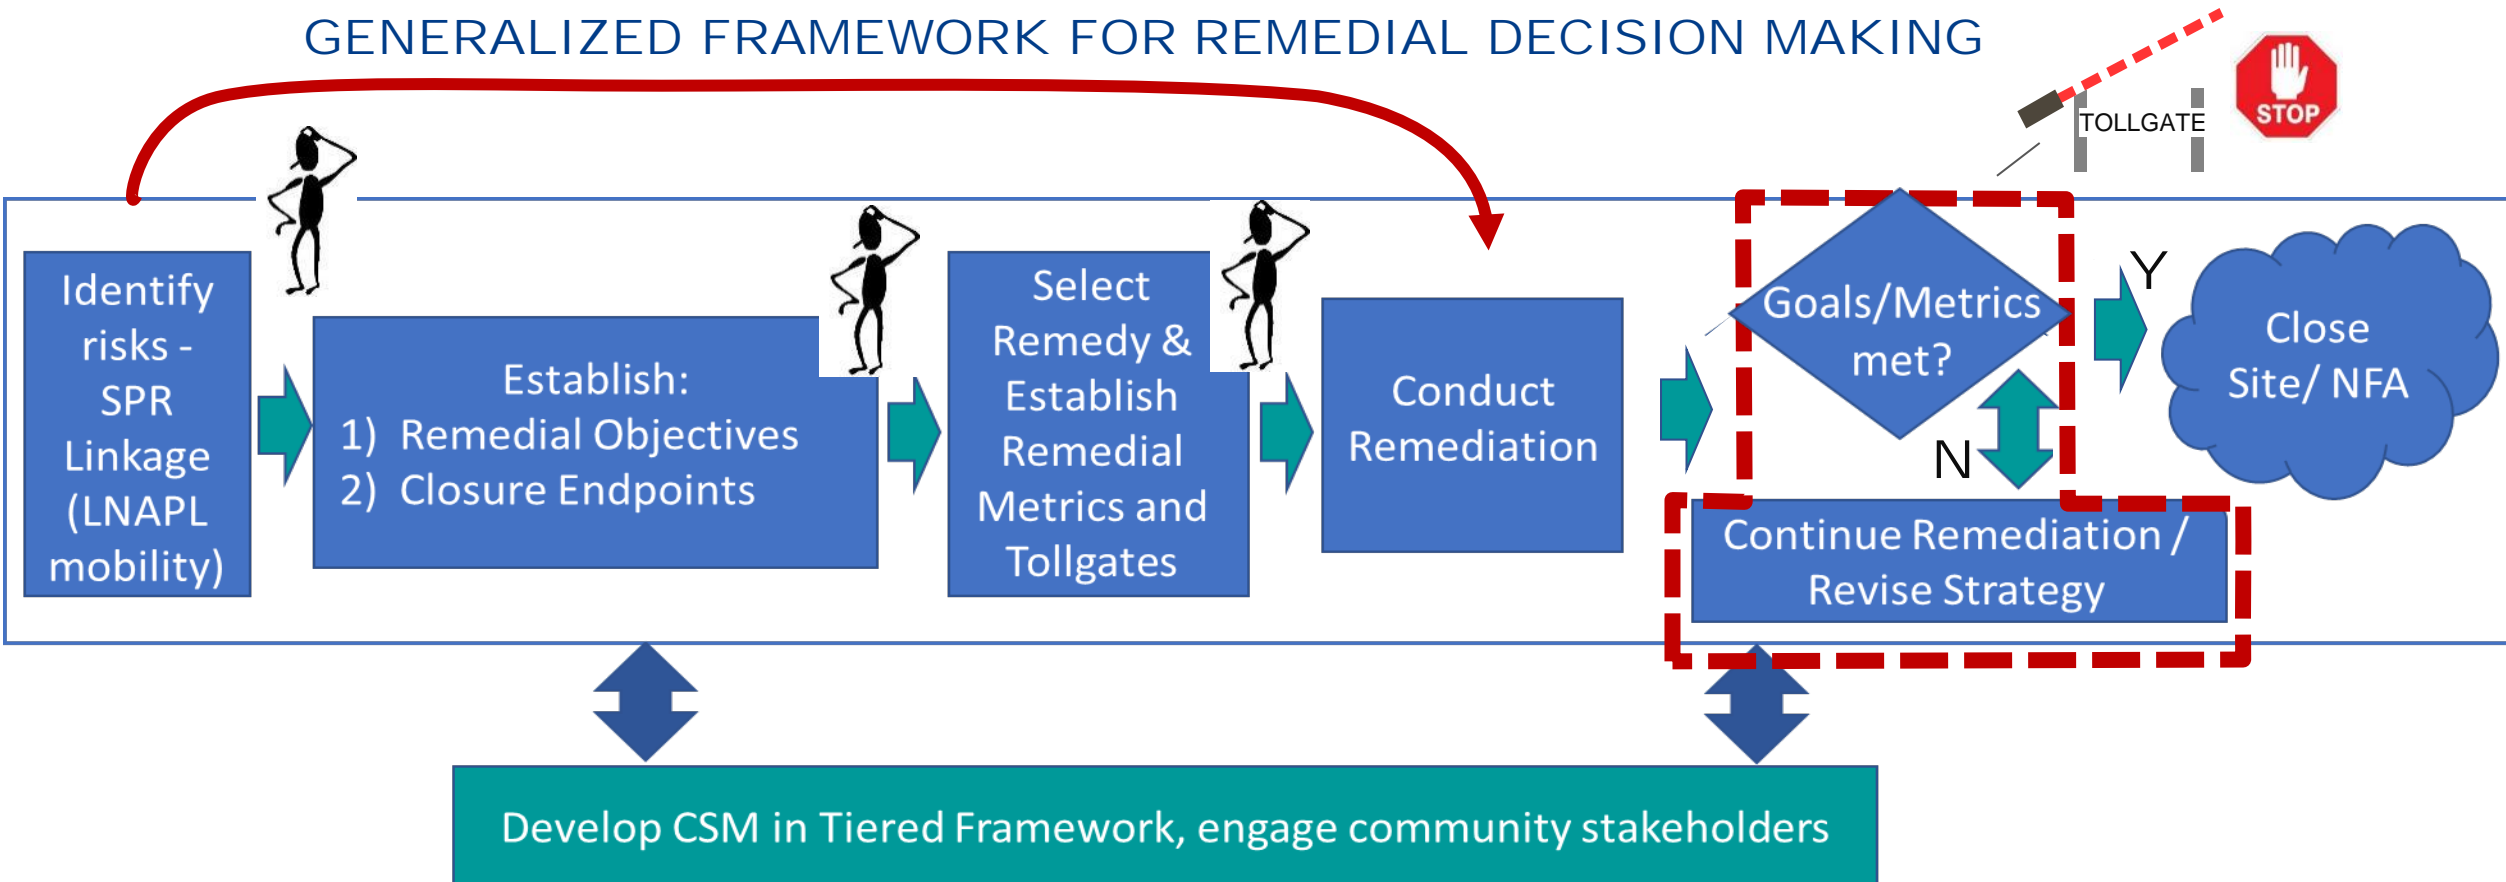 GENERALIZED FRAMEWORK FOR REMEDIAL DECISION MAKING
TOLLGATE
STOP
Identify
risks -
SPR
Linkage
(LNAPL
mobility)
Establish:
1) Remedial Objectives
2) Closure Endpoints
Select
Remedy &
Establish
Remedial
Metrics and
Tollgates
Conduct
Remediation
Goals/Metrics
met?
Y
N
Close
Site/ NFA
Continue Remediation /
Revise Strategy
Develop CSM in Tiered Framework, engage community stakeholders